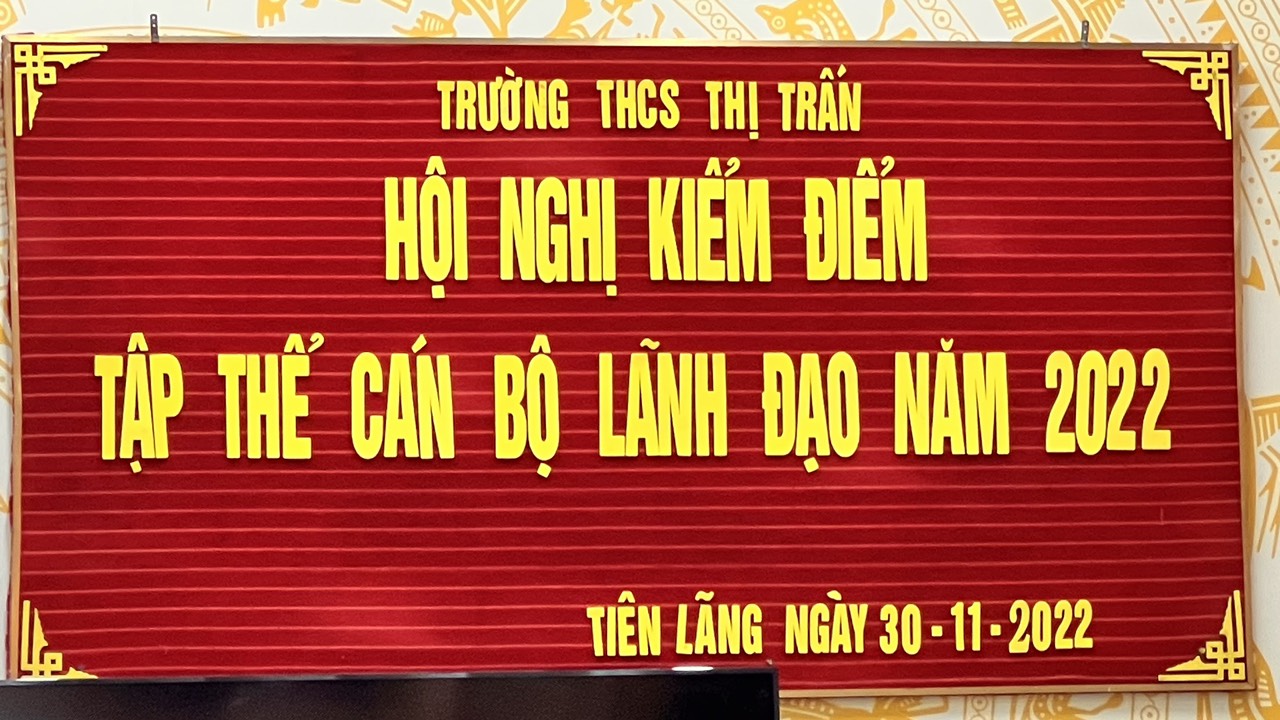 TRƯỜNG THCS THỊ TRẤN
HỘI NGHỊ KIỂM ĐIỂM
TẬP THỂ CÁN BỘ LÃNH ĐẠO NĂM 2022
TIÊN LÃNG NGÀY 30-11-2022